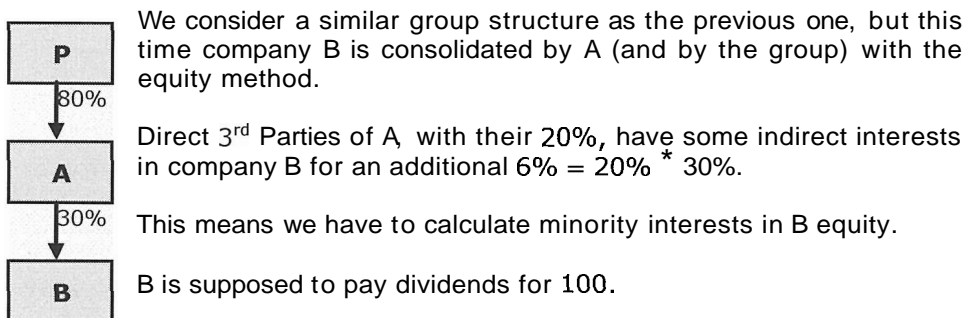 We consider a similar group structure as the previous one, but this
P
time company B is consolidated by A (and by the group) with the
equity method.
80%
Direct 3rd Parties of A, with their 20%, have some indirect interests
A
in company B for an additional 6% = 20% * 30%.
30%
This means we have to calculate minority interests in B equity.
B
B is supposed to pay dividends for 100.